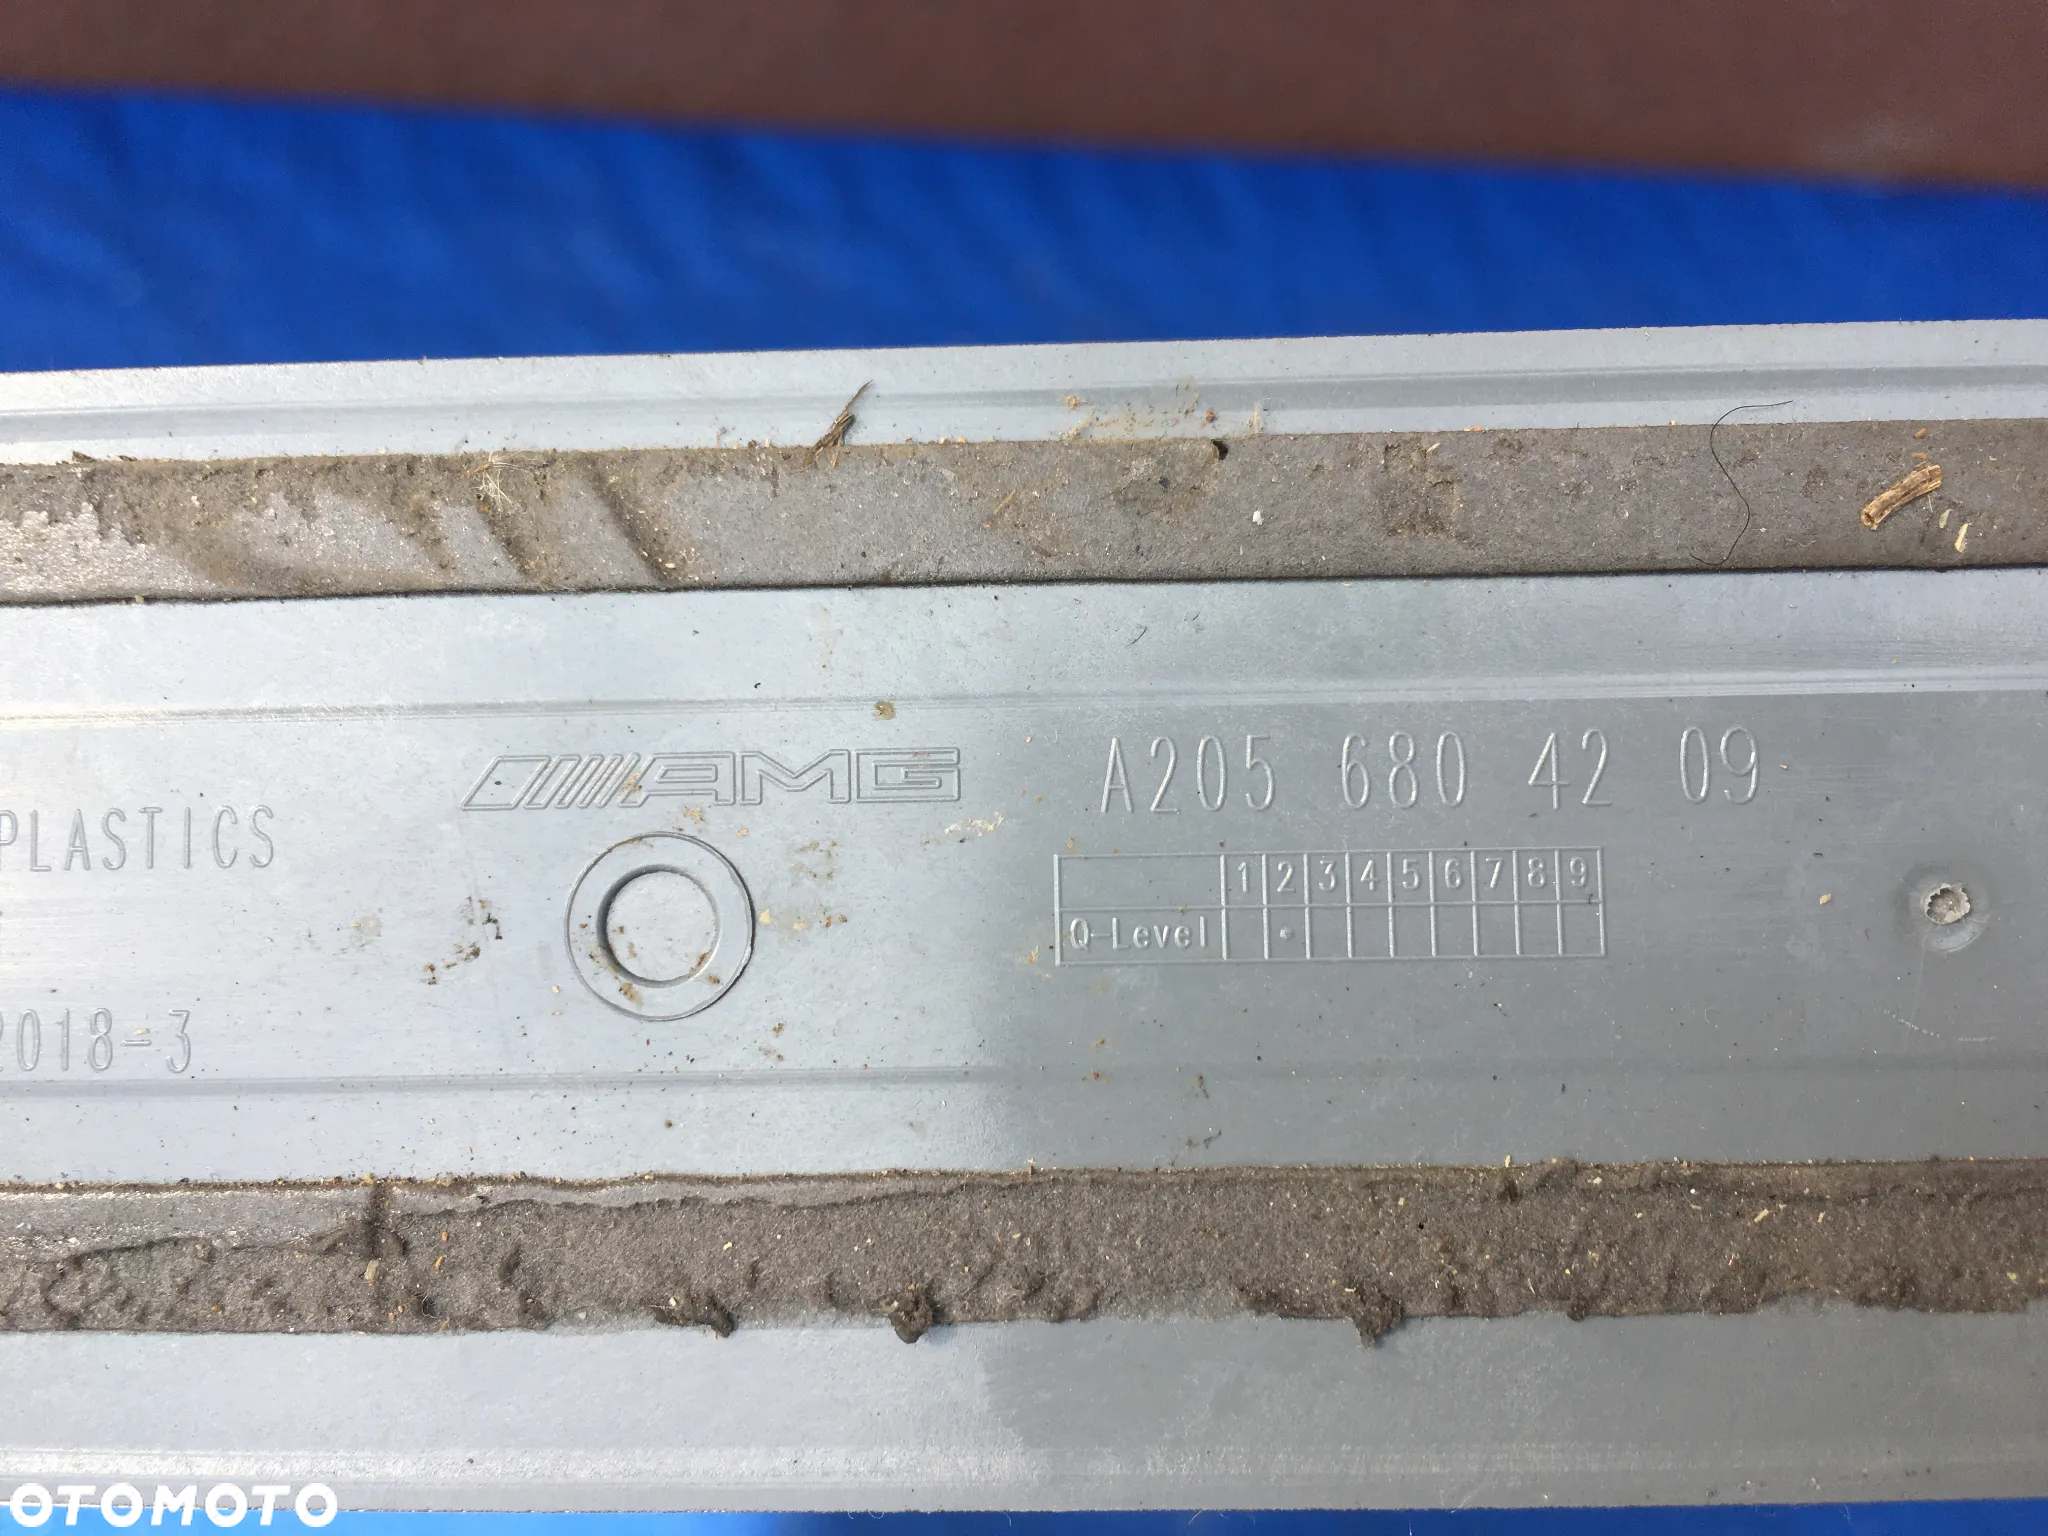 AMG
A205 680 42 09
PLASTICS
1 2 3 4 5 6 7 8 9
Q-Level
2018-3
OTOMOTO